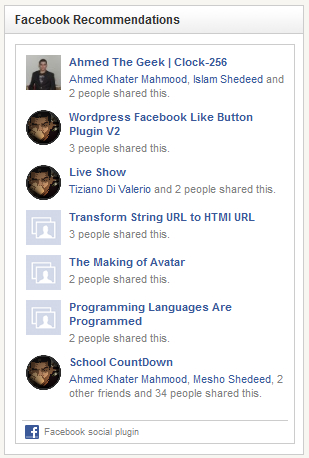 Facebook Recommendations
Ahmed The Geek | Clock-256
Ahmed Khater Mahmood, Islam Shedeed and
2 people shared this.
Wordpress Facebook Like Button
Plugin V2
3 people shared this.
Live Show
Tiziano Di Valerio and 2 people shared this.
Transform String URL to HTMl URL
3 people shared this.
The Making of Avatar
2 people shared this.
Programming Languages Are
Programmed
2 people shared this.
School CountDown
Ahmed Khater Mahmood, Mesho Shedeed, 2
other friends and 34 people shared this.
Facebook social plugin